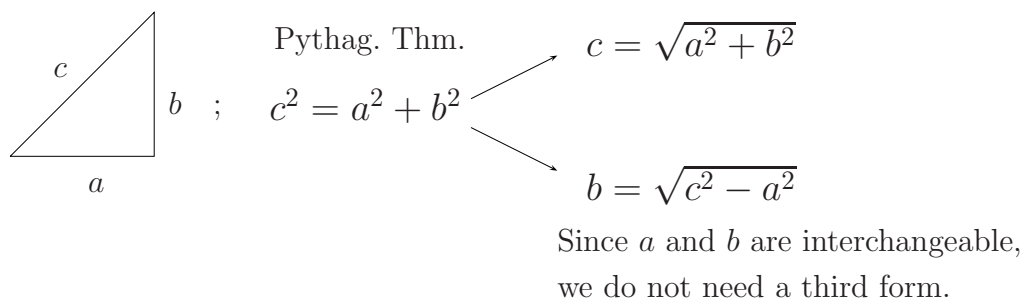 c
b
;
a
Pythag. Thm.
c² = a² + b²
c = √(a² + b²)
b = √(c² − a²)
Since a and b are interchangeable,
we do not need a third form.